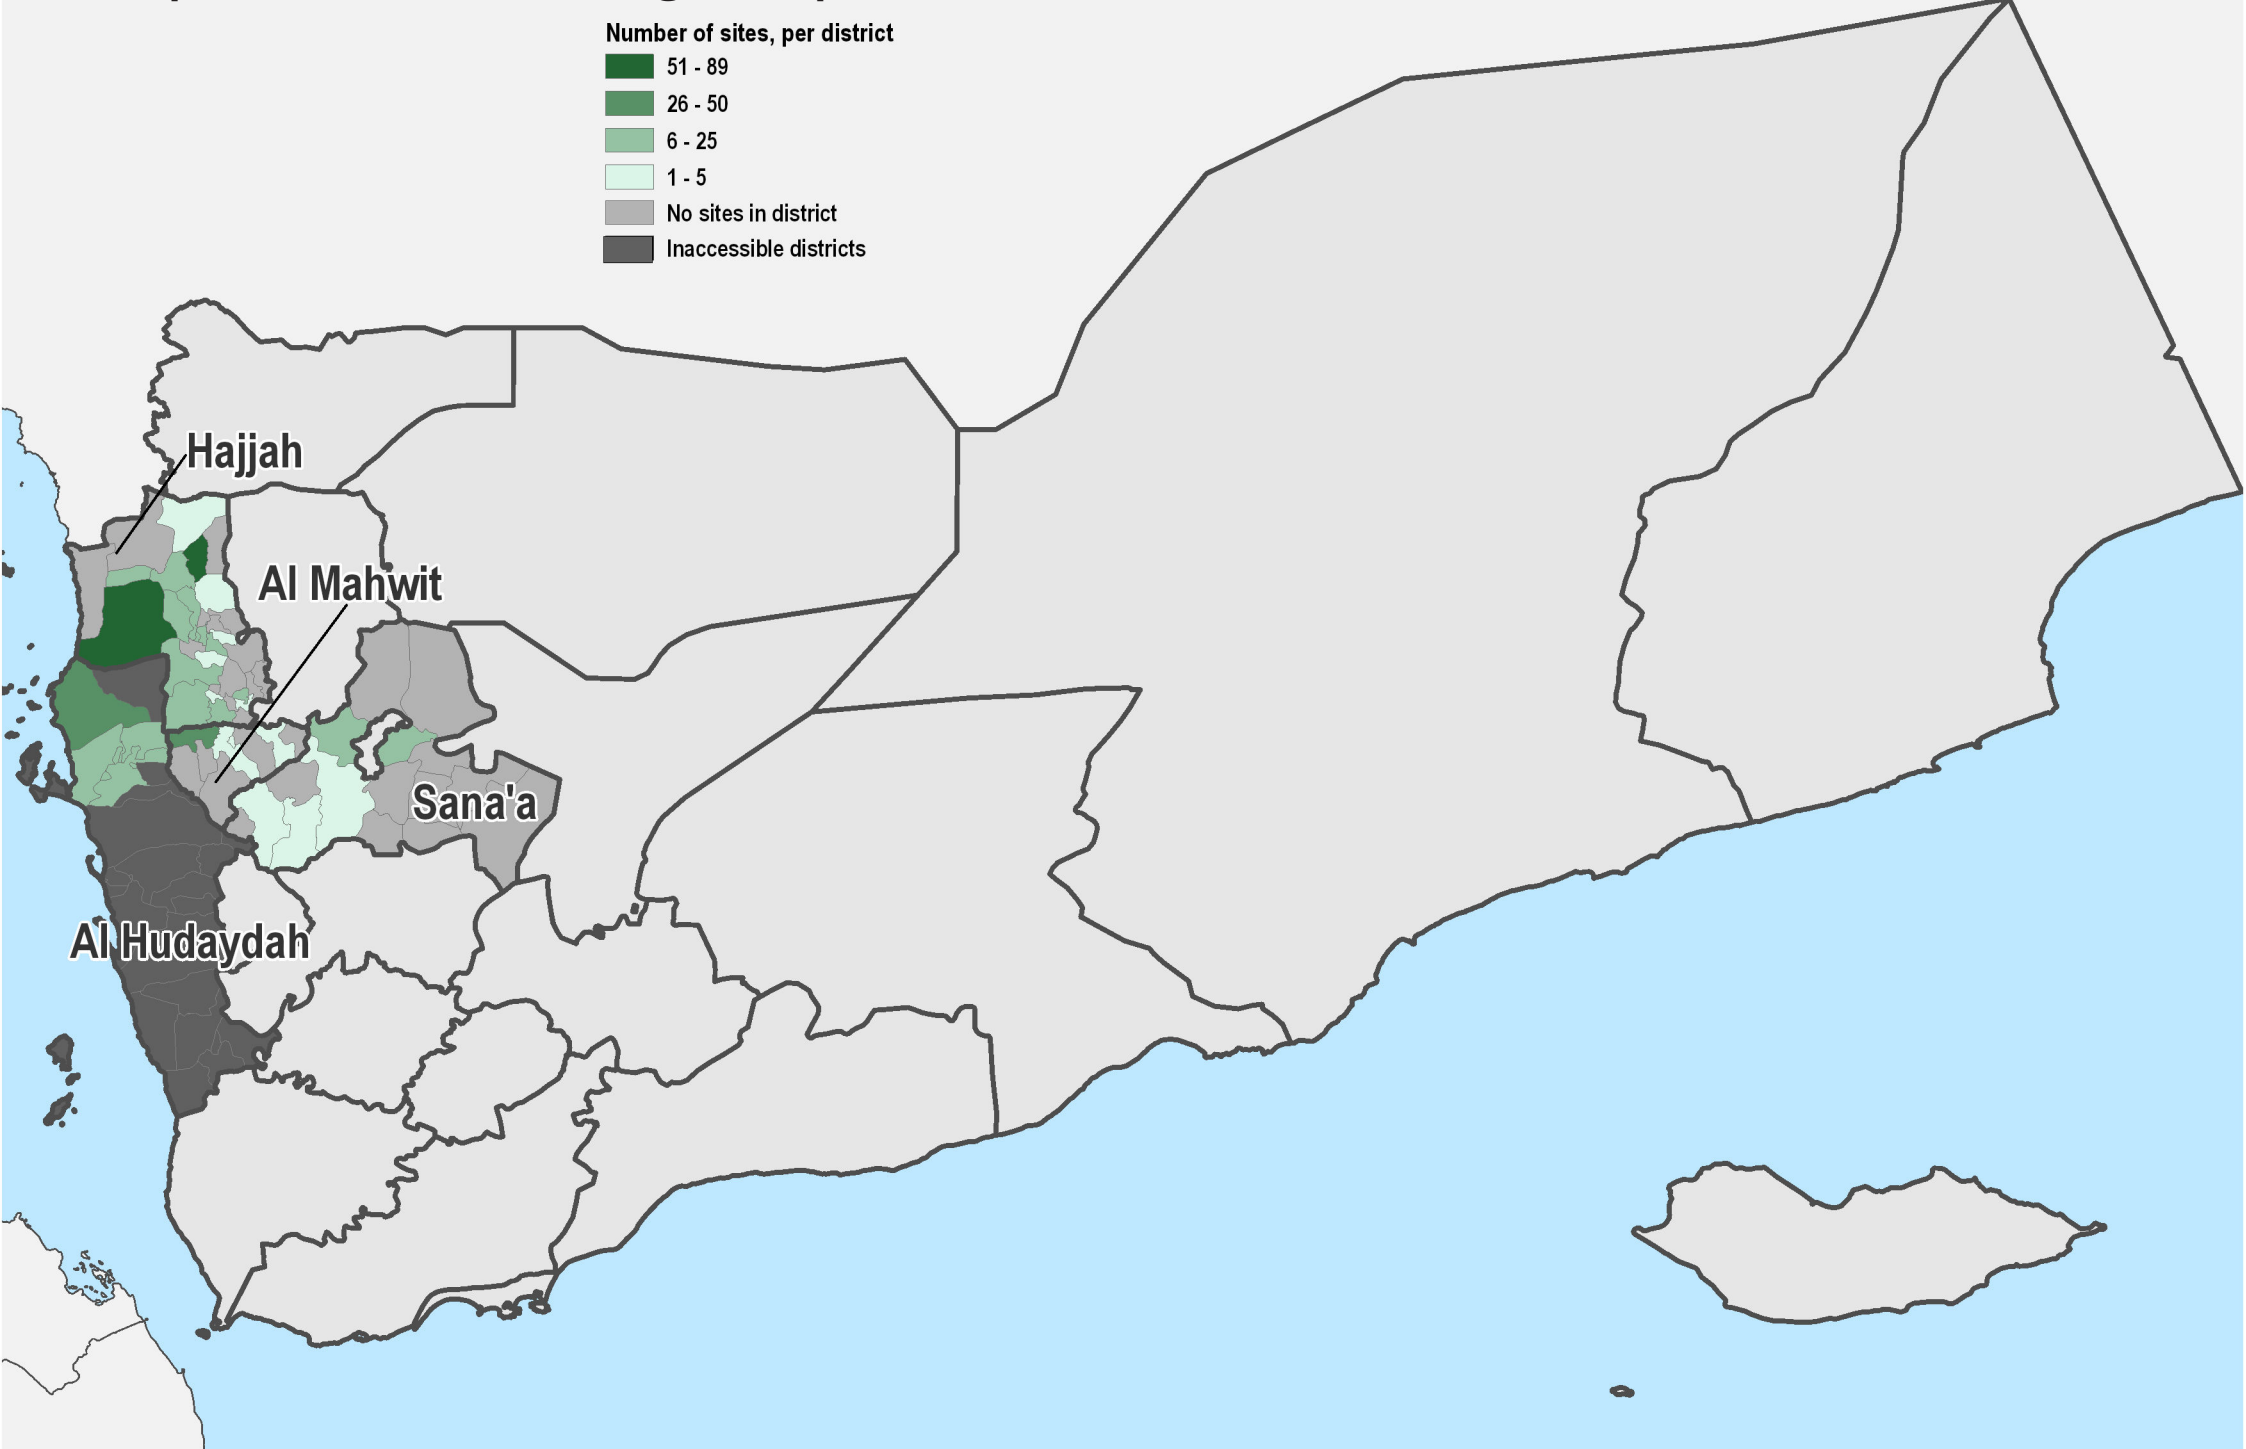 Number of sites, per district
51 - 89
26 - 50
6 - 25
1 - 5
No sites in district
Inaccessible districts
Hajjah
Al Mahwit
Sana'a
Al Hudaydah